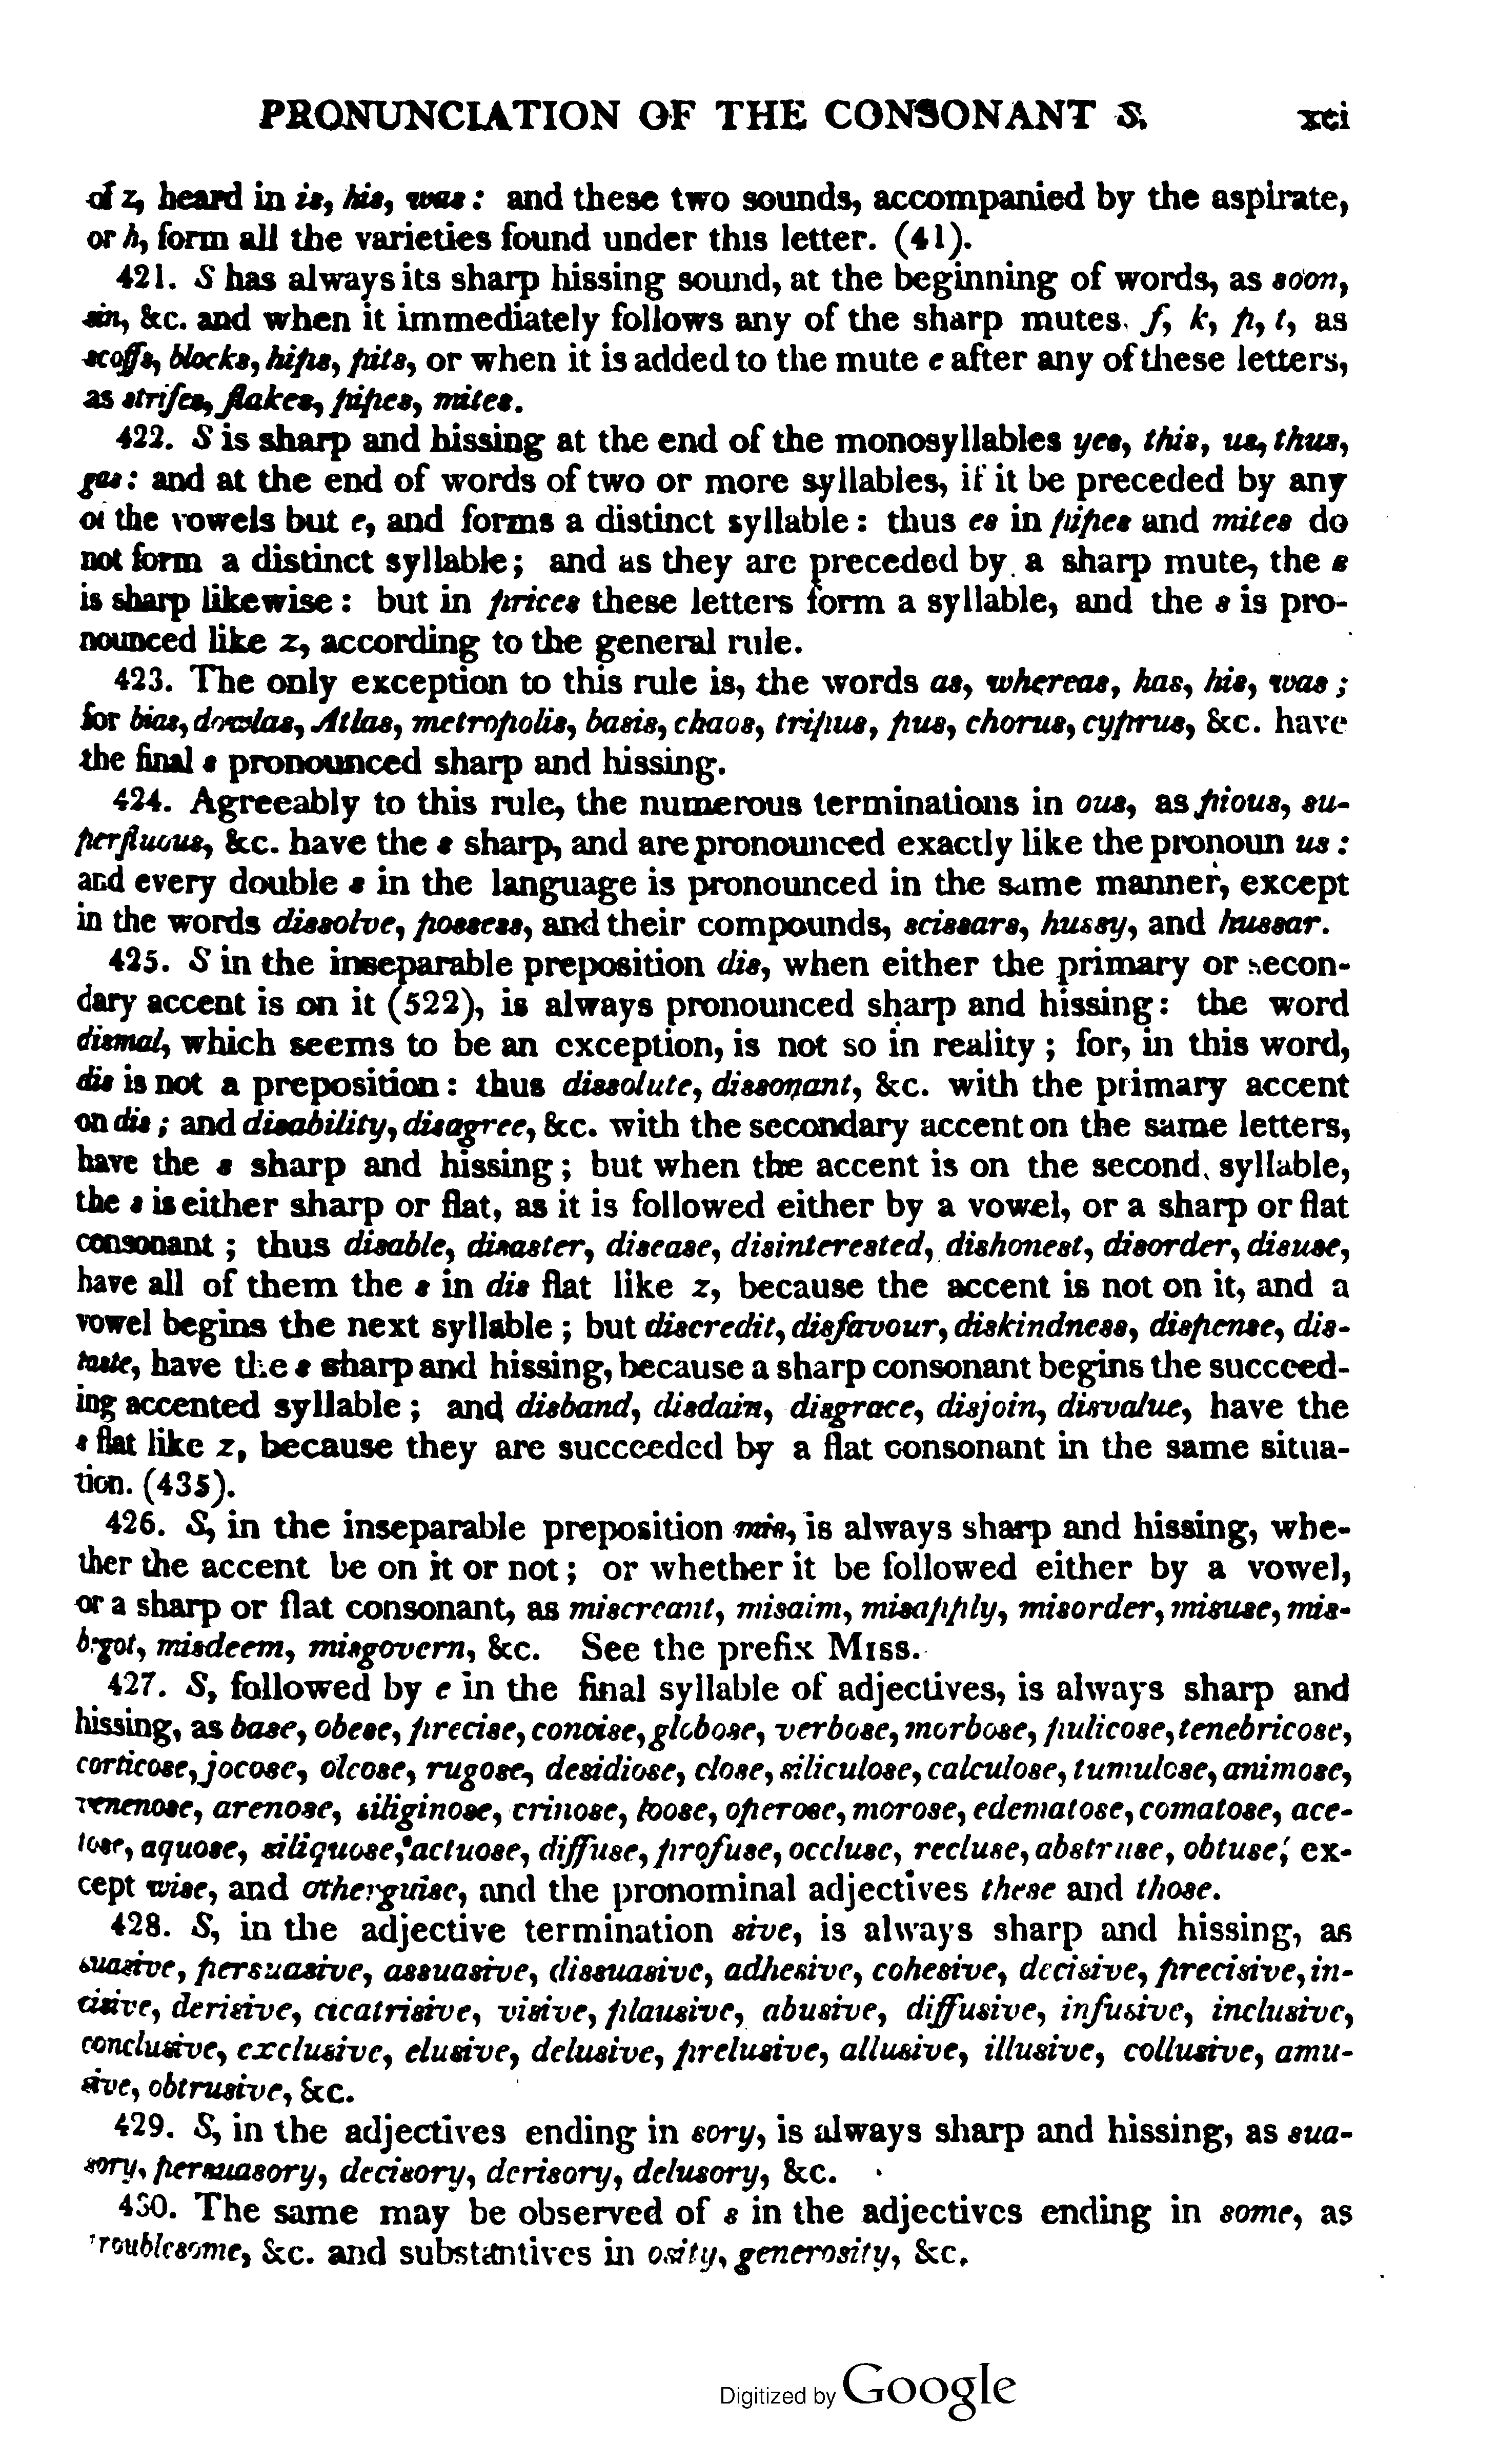 PRONUNCIATION OF THE CONSONANT S. xci
of z, heard in is, his, was: and these two sounds, accompanied by the aspirate,
or h, form all the varieties found under this letter. (41).
421. S has always its sharp hissing sound, at the beginning of words, as soon,
sin, &c. and when it immediately follows any of the sharp mutes, f, k, p, t, as
scoffs, blocks, hips, pits, or when it is added to the mute e after any of these letters,
as strifes, flakes, pipes, mites.
422. S is sharp and hissing at the end of the monosyllables yes, this, us, thus,
gas: and at the end of words of two or more syllables, if it be preceded by any
of the vowels but e, and forms a distinct syllable: thus es in pipes and mites do
not form a distinct syllable; and as they are preceded by a sharp mute, the s
is sharp likewise: but in prices these letters form a syllable, and the s is pro-
nounced like z, according to the general rule.
423. The only exception to this rule is, the words as, whereas, has, his, was;
for bias, dowlas, Atlas, metropolis, basis, chaos, tripus, pus, chorus, cyprus, &c. have
the final s pronounced sharp and hissing.
424. Agreeably to this rule, the numerous terminations in ous, as pious, su-
perfluous, &c. have the s sharp, and are pronounced exactly like the pronoun us:
and every double s in the language is pronounced in the same manner, except
in the words dissolve, possess, and their compounds, scissars, hussy, and hussar.
425. S in the inseparable preposition dis, when either the primary or secon-
dary accent is on it (522), is always pronounced sharp and hissing: the word
dismal, which seems to be an exception, is not so in reality; for, in this word,
dis is not a preposition: thus dissolute, dissonant, &c. with the primary accent
on dis; and disability, disagree, &c. with the secondary accent on the same letters,
have the s sharp and hissing; but when the accent is on the second syllable,
the s is either sharp or flat, as it is followed either by a vowel, or a sharp or flat
consonant; thus disable, disaster, disease, disinterested, dishonest, disorder, disuse,
have all of them the s in dis flat like z, because the accent is not on it, and a
vowel begins the next syllable; but discredit, disfavour, diskindness, dispense, dis-
taste, have the s sharp and hissing, because a sharp consonant begins the succeed-
ing accented syllable; and disband, disdain, disgrace, disjoin, disvalue, have the
s flat like z, because they are succeeded by a flat consonant in the same situa-
tion. (435).
426. S, in the inseparable preposition mis, is always sharp and hissing, whe-
ther the accent be on it or not; or whether it be followed either by a vowel,
or a sharp or flat consonant, as miscreant, misaim, misapply, misorder, misuse, mis-
begot, misdeem, misgovern, &c. See the prefix MISS.
427. S, followed by e in the final syllable of adjectives, is always sharp and
hissing, as base, obese, precise, concise, globose, verbose, morbose, pulicose, tenebricose,
corticose, jocose, olcose, rugose, desidiose, close, siliculose, calculose, tumulose, animose,
venenose, arenose, siliginose, crinose, loose, operose, morose, edematose, comatose, ace-
tose, aquose, siliquose, actuose, diffuse, profuse, occluse, recluse, abstruse, obtuse; ex-
cept wise, and otherguise, and the pronominal adjectives these and those.
428. S, in the adjective termination sive, is always sharp and hissing, as
suasive, persuasive, assuasive, dissuasive, adhesive, cohesive, decisive, precisive, in-
cisive, derisive, cicatrisive, visive, plausive, abusive, diffusive, infusive, inclusive,
conclusive, exclusive, elusive, delusive, prelusive, allusive, illusive, collusive, amu-
sive, obtrusive, &c.
429. S, in the adjectives ending in sory, is always sharp and hissing, as sua-
sory, persuasory, decisory, derisory, delusory, &c.
430. The same may be observed of s in the adjectives ending in some, as
troublesome, &c. and substantives in osity, generosity, &c.
Digitized by Google